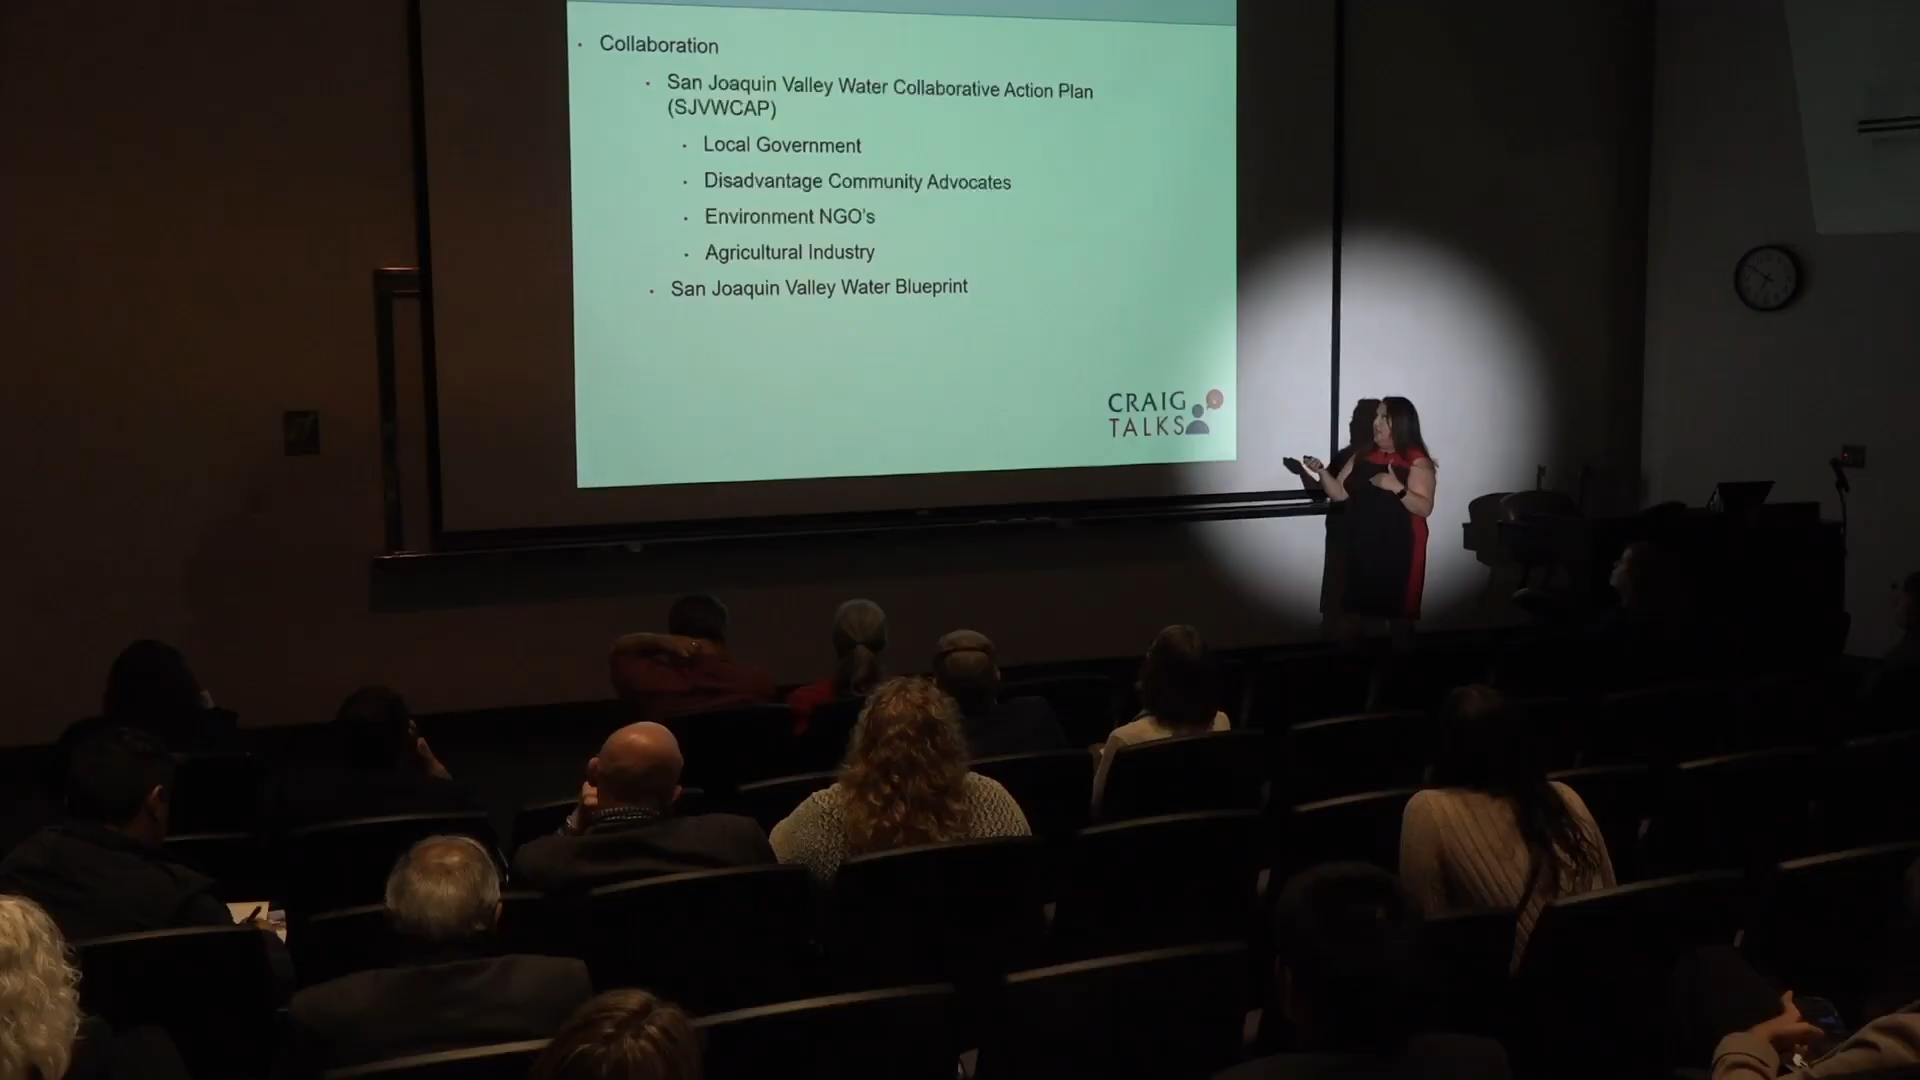 Collaboration
San Joaquin Valley Water Collaborative Action Plan
(SJVWCAP)
Local Government
Disadvantage Community Advocates
Environment NGO's
Agricultural Industry
San Joaquin Valley Water Blueprint
CRAIG
TALKS